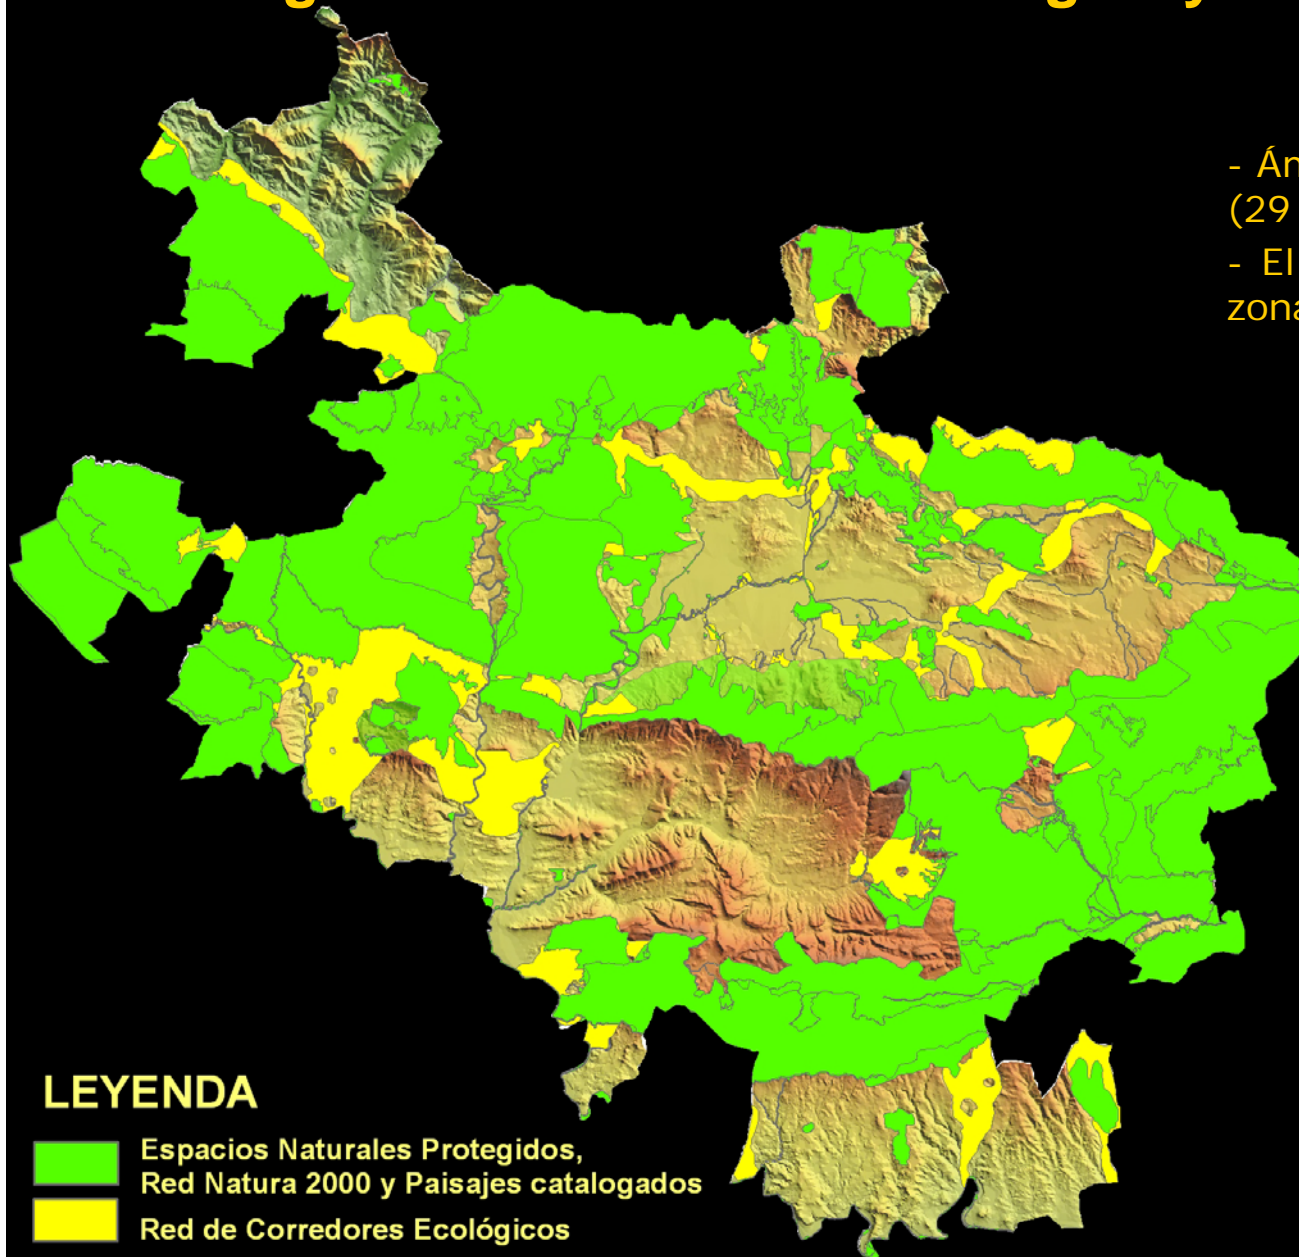 - Án
(29
- El
zona
LEYENDA
Espacios Naturales Protegidos,
Red Natura 2000 y Paisajes catalogados
Red de Corredores Ecológicos